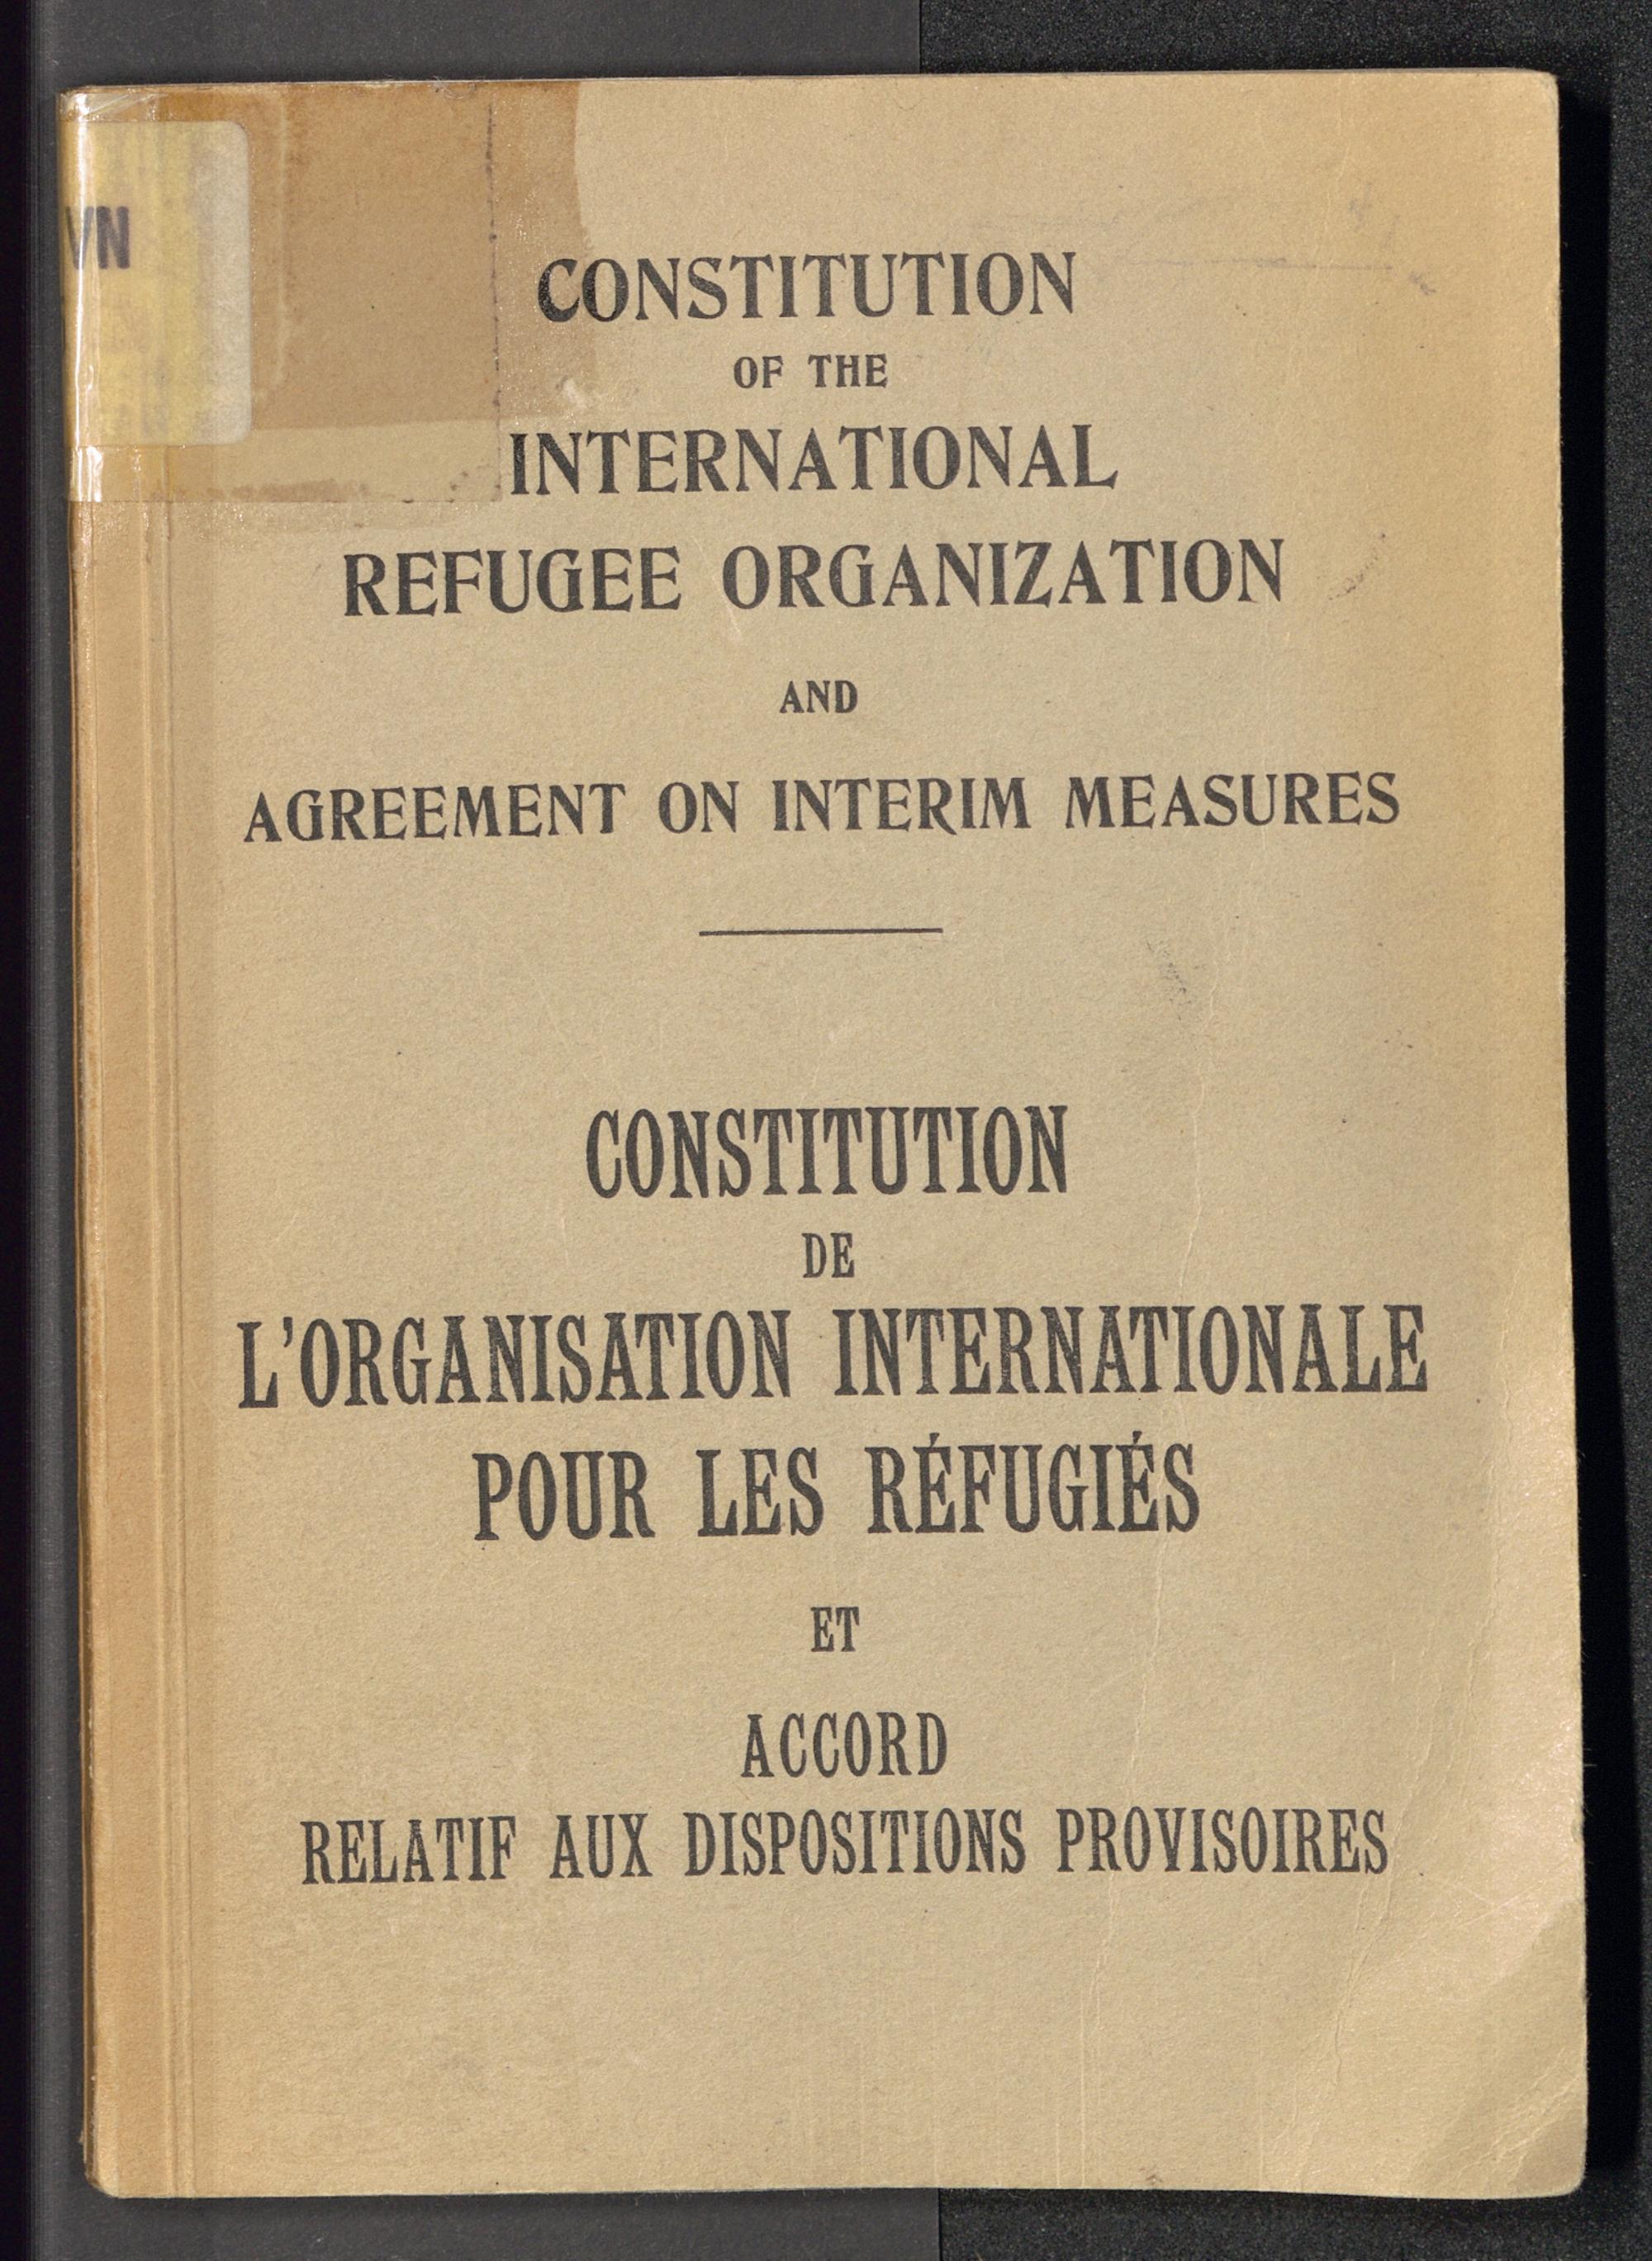 VN
CONSTITUTION
OF THE
INTERNATIONAL
REFUGEE ORGANIZATION
AND
AGREEMENT ON INTERIM MEASURES
CONSTITUTION
DE
L'ORGANISATION INTERNATIONALE
POUR LES RÉFUGIÉS
ET
ACCORD
RELATIF AUX DISPOSITIONS PROVISOIRES